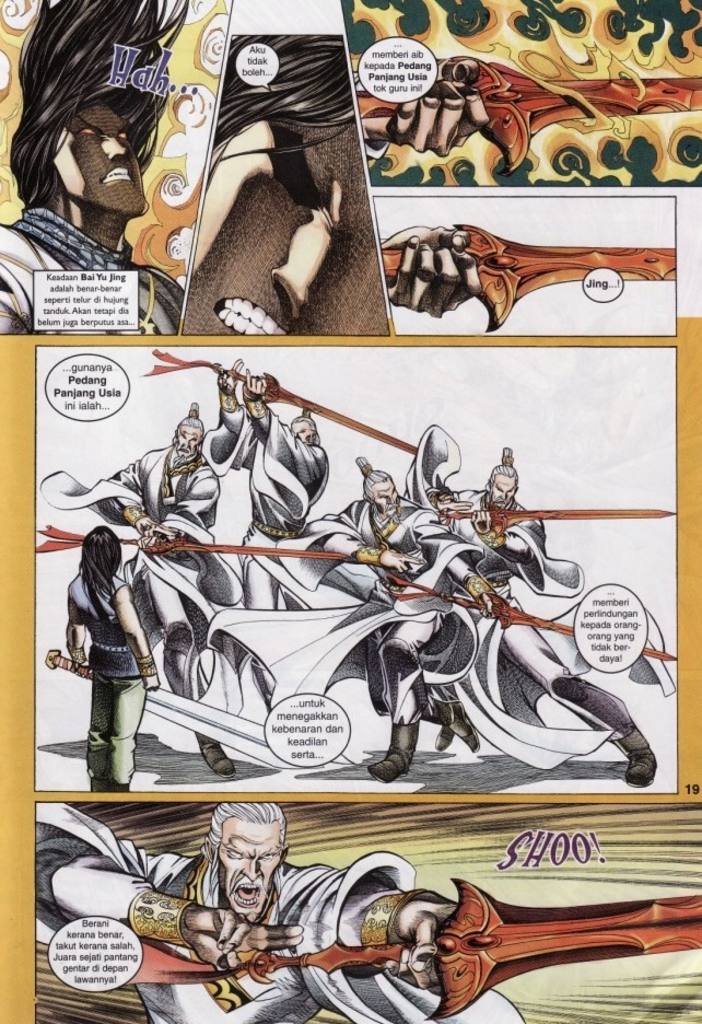 Hah...
Keadaan Bai Yu Jing
adalah benar-benar
seperti telur di hujung
tanduk. Akan tetapi dia
belum juga berputus asa...
Aku
tidak
boleh...
...
memberi aib
kepada Pedang
Panjang Usia
tok guru ini!
Jing...!
...gunanya
Pedang
Panjang Usia
ini ialah...
...untuk
menegakkan
kebenaran dan
keadilan
serta...
...
memberi
perlindungan
kepada orang-
orang yang
tidak ber-
daya!
19
SHOO!
Berani
kerana benar,
takut kerana salah,
Juara sejati pantang
gentar di depan
lawannya!